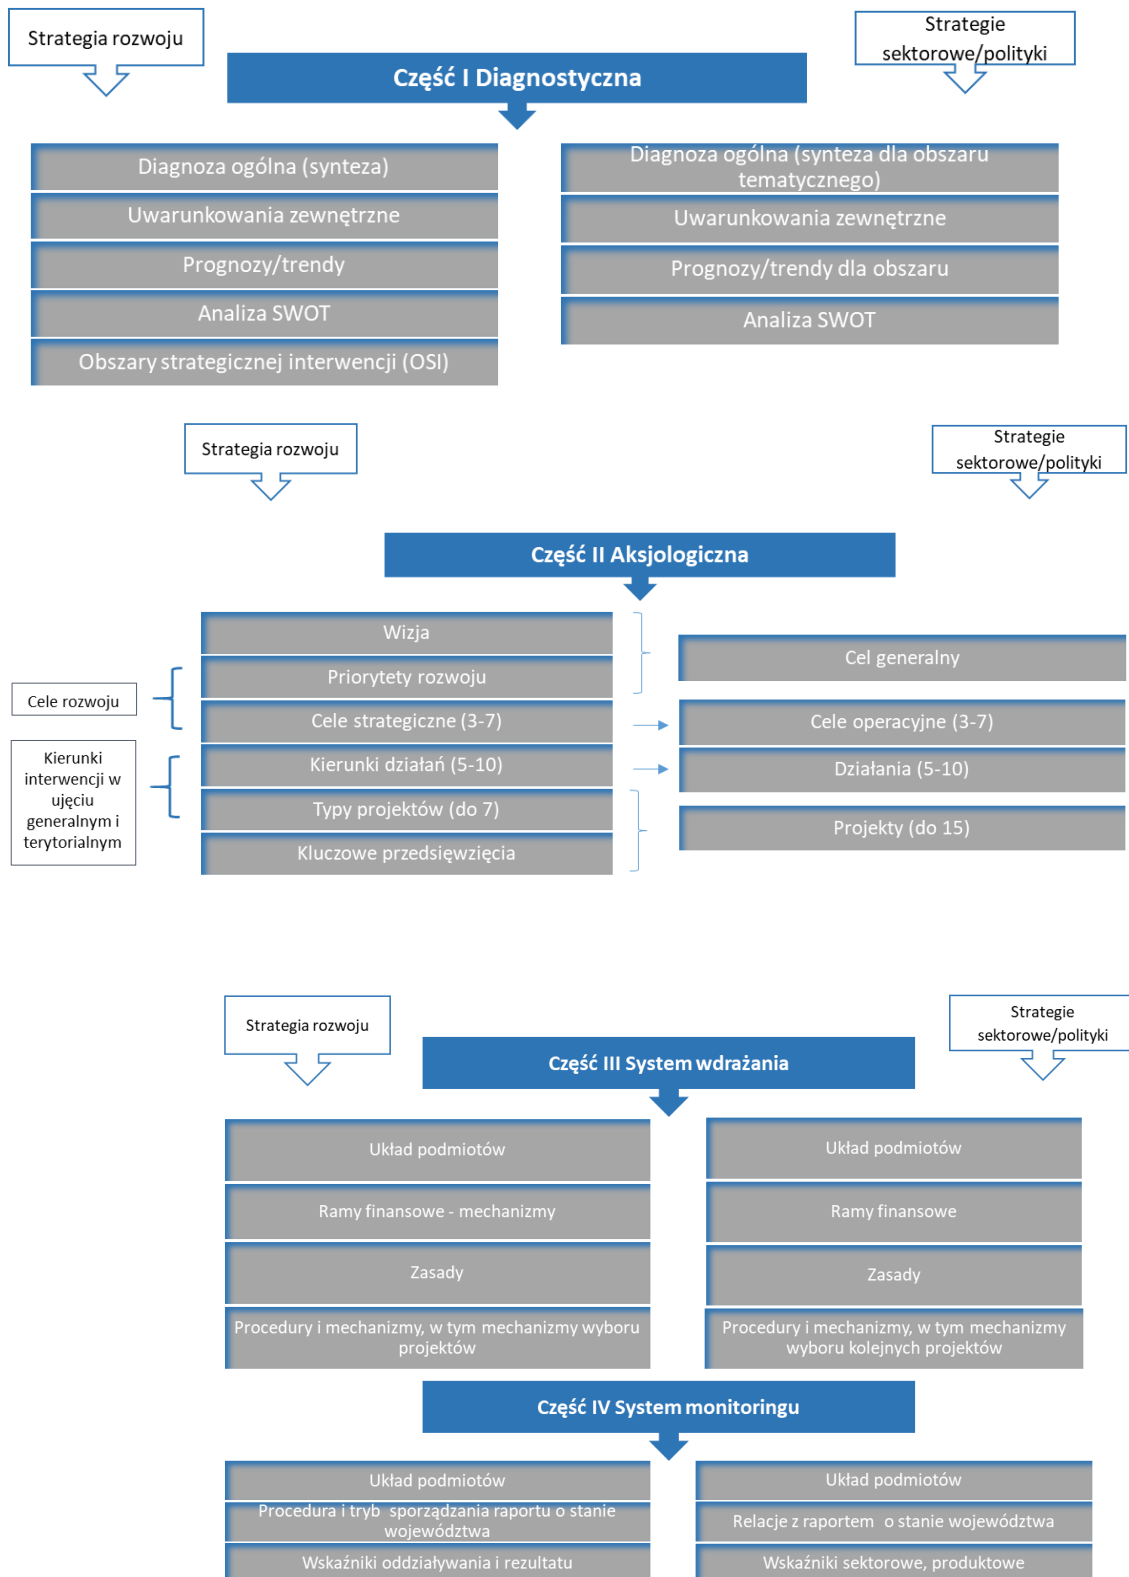 Strategia rozwoju
Strategie
sektorowe/polityki
Część I Diagnostyczna
Diagnoza ogólna (synteza)
Uwarunkowania zewnętrzne
Prognozy/trendy
Analiza SWOT
Obszary strategicznej interwencji (OSI)
Diagnoza ogólna (synteza dla obszaru
tematycznego)
Uwarunkowania zewnętrzne
Prognozy/trendy dla obszaru
Analiza SWOT
Strategia rozwoju
Strategie
sektorowe/polityki
Część II Aksjologiczna
Cele rozwoju
Kierunki
interwencji w
ujęciu
generalnym i
terytorialnym
Wizja
Priorytety rozwoju
Cele strategiczne (3-7)
Kierunki działań (5-10)
Typy projektów (do 7)
Kluczowe przedsięwzięcia
Cel generalny
Cele operacyjne (3-7)
Działania (5-10)
Projekty (do 15)
Strategia rozwoju
Strategie
sektorowe/polityki
Część III System wdrażania
Układ podmiotów
Ramy finansowe - mechanizmy
Zasady
Procedury i mechanizmy, w tym mechanizmy wyboru
projektów
Układ podmiotów
Ramy finansowe
Zasady
Procedury i mechanizmy, w tym mechanizmy
wyboru kolejnych projektów
Część IV System monitoringu
Układ podmiotów
Procedura i tryb sporządzania raportu o stanie
województwa
Wskaźniki oddziaływania i rezultatu
Układ podmiotów
Relacje z raportem o stanie województwa
Wskaźniki sektorowe, produktowe